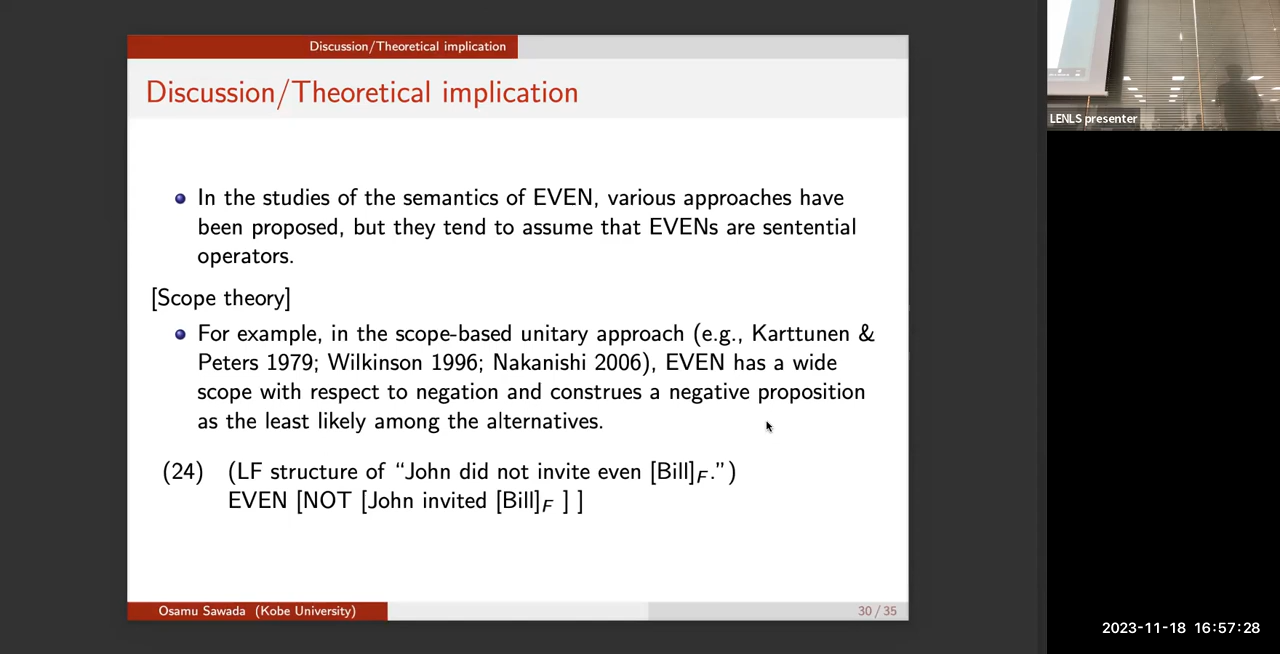 Discussion/Theoretical implication
Discussion/Theoretical implication
In the studies of the semantics of EVEN, various approaches have
been proposed, but they tend to assume that EVENs are sentential
operators.
[Scope theory]
For example, in the scope-based unitary approach (e.g., Karttunen &
Peters 1979; Wilkinson 1996; Nakanishi 2006), EVEN has a wide
scope with respect to negation and construes a negative proposition
as the least likely among the alternatives.
(24) (LF structure of “John did not invite even [Bill]F.”)
EVEN [NOT [John invited [Bill]F ] ]
Osamu Sawada (Kobe University)
30 / 35
LENLS presenter
2023-11-18 16:57:28